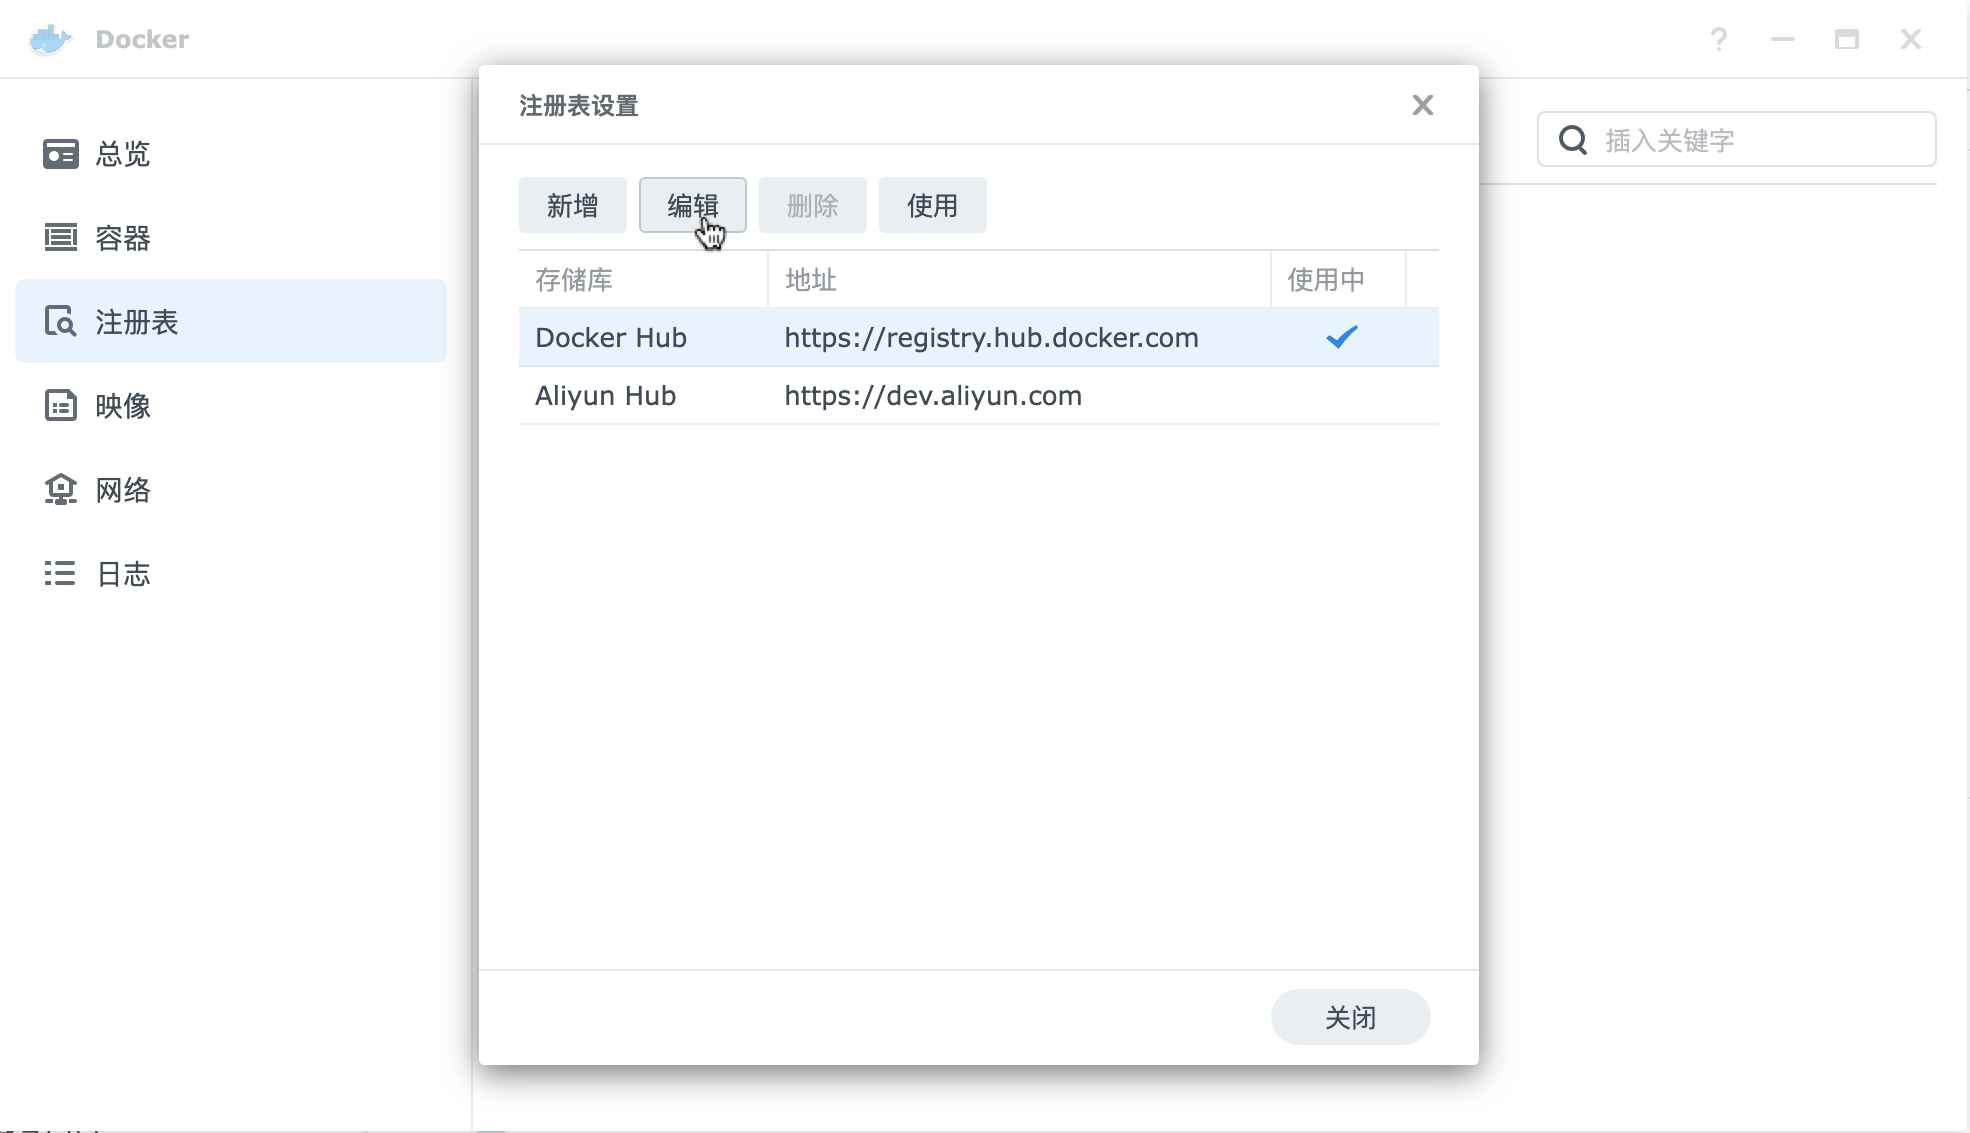 Docker
总览
容器
注册表
映像
网络
日志
注册表设置
新增 编辑 删除 使用
存储库 地址 使用中
Docker Hub https://registry.hub.docker.com
Aliyun Hub https://dev.aliyun.com
关闭
插入关键字